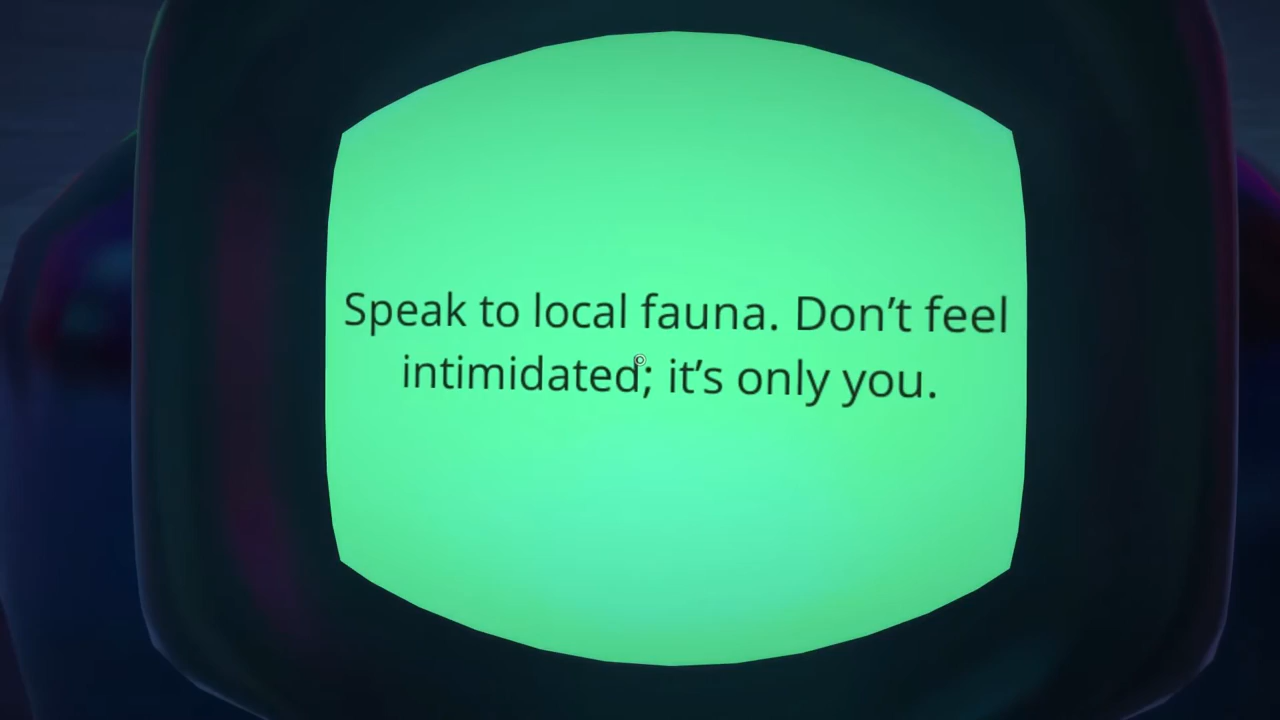 Speak to local fauna. Don’t feel
intimidated; it’s only you.